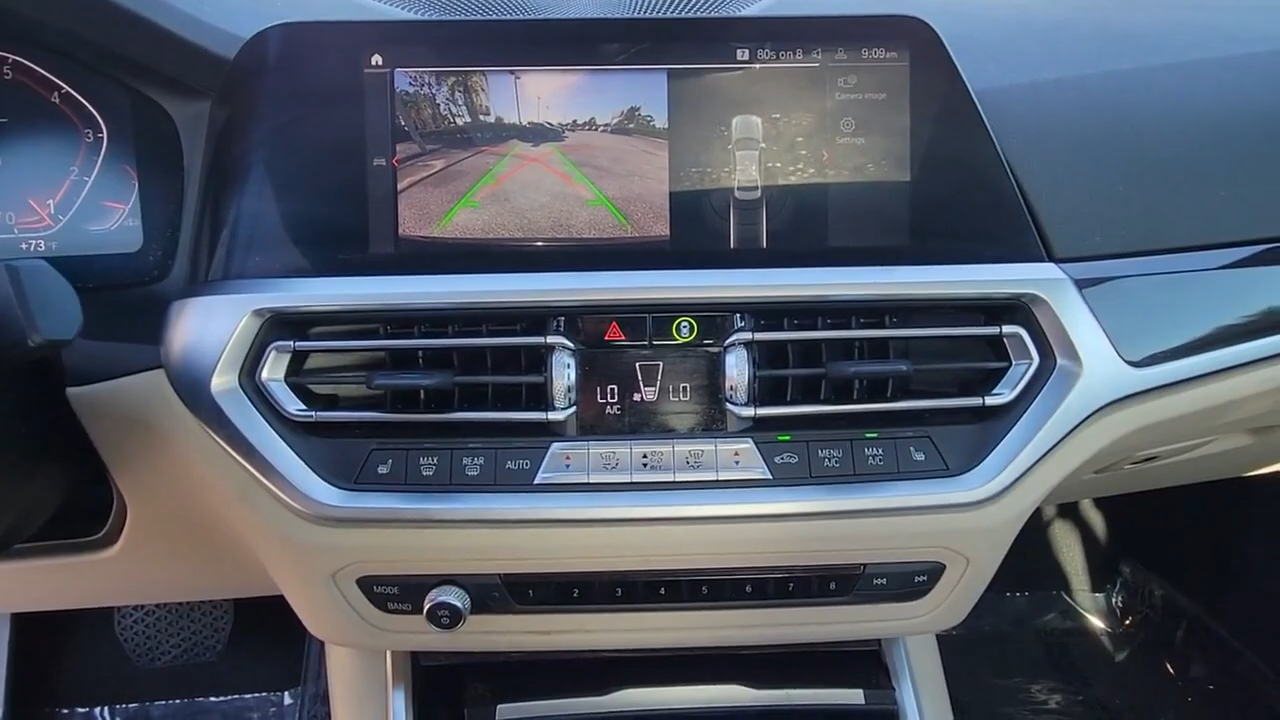 7 80s on 8 9:09am
Camera image
Settings
5
4
3
2
1
0
+73°F
LO LO
A/C
MAX
REAR
AUTO
MENU
A/C
MAX
A/C
MODE
BAND
VOL
1 2 3 4 5 6 7 8